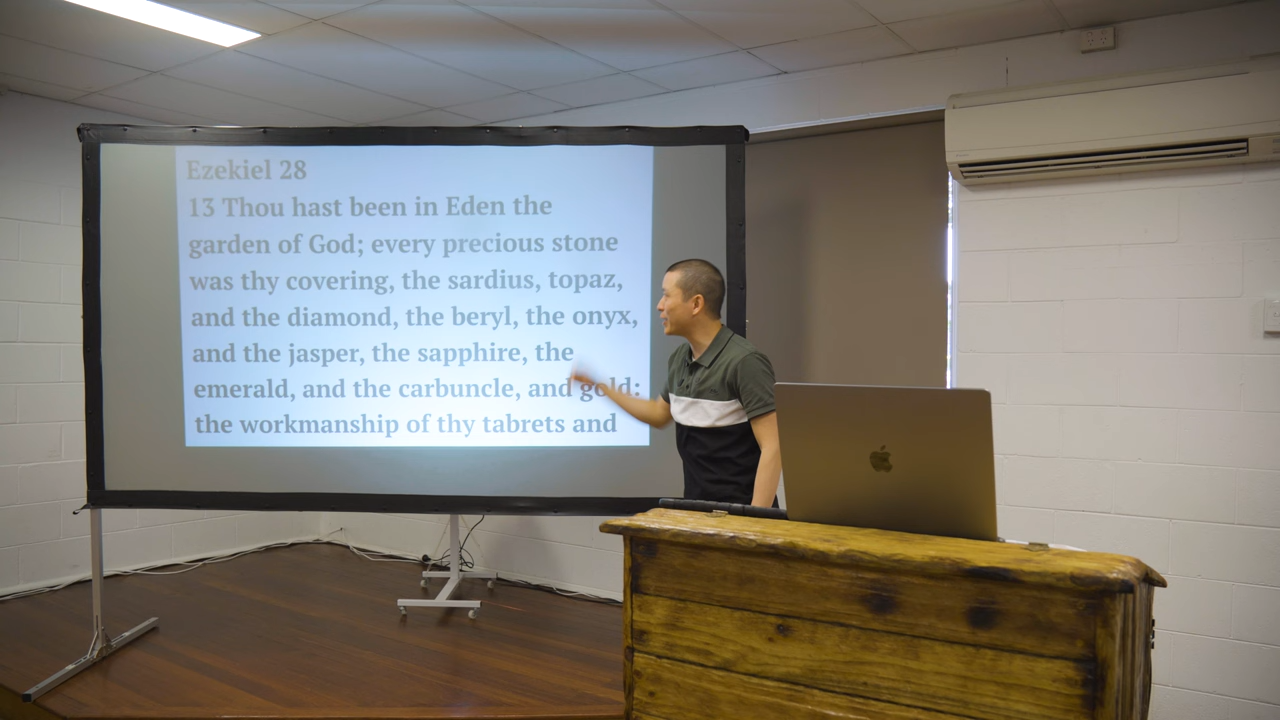 Ezekiel 28
13 Thou hast been in Eden the
garden of God; every precious stone
was thy covering, the sardius, topaz,
and the diamond, the beryl, the onyx,
and the jasper, the sapphire, the
emerald, and the carbuncle, and gold:
the workmanship of thy tabrets and